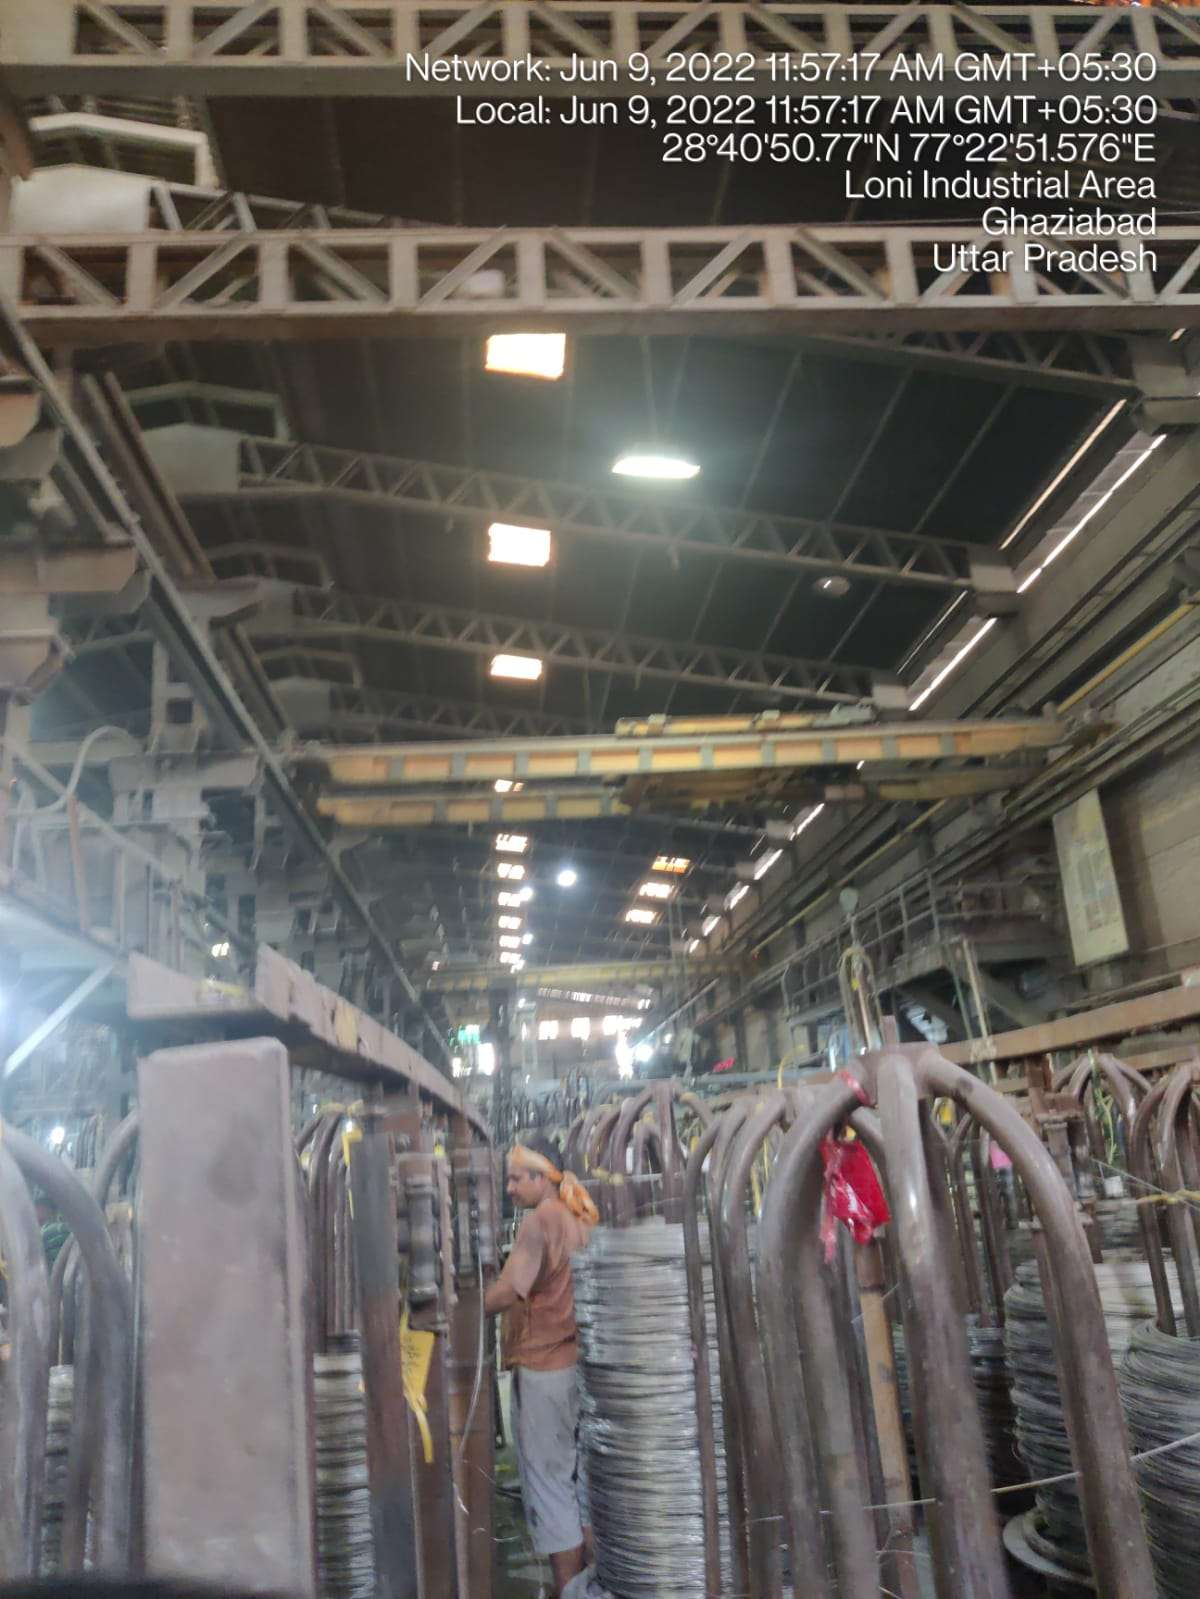 Network: Jun 9, 2022 11:57:17 AM GMT+05:30
Local: Jun 9, 2022 11:57:17 AM GMT+05:30
28°40'50.77"N 77°22'51.576"E
Loni Industrial Area
Ghaziabad
Uttar Pradesh